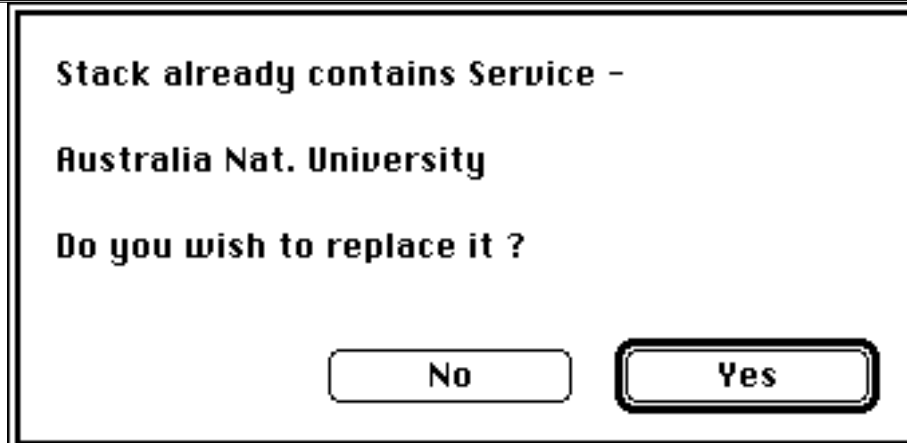 Stack already contains Service -
Australia Nat. University
Do you wish to replace it ?
No
Yes